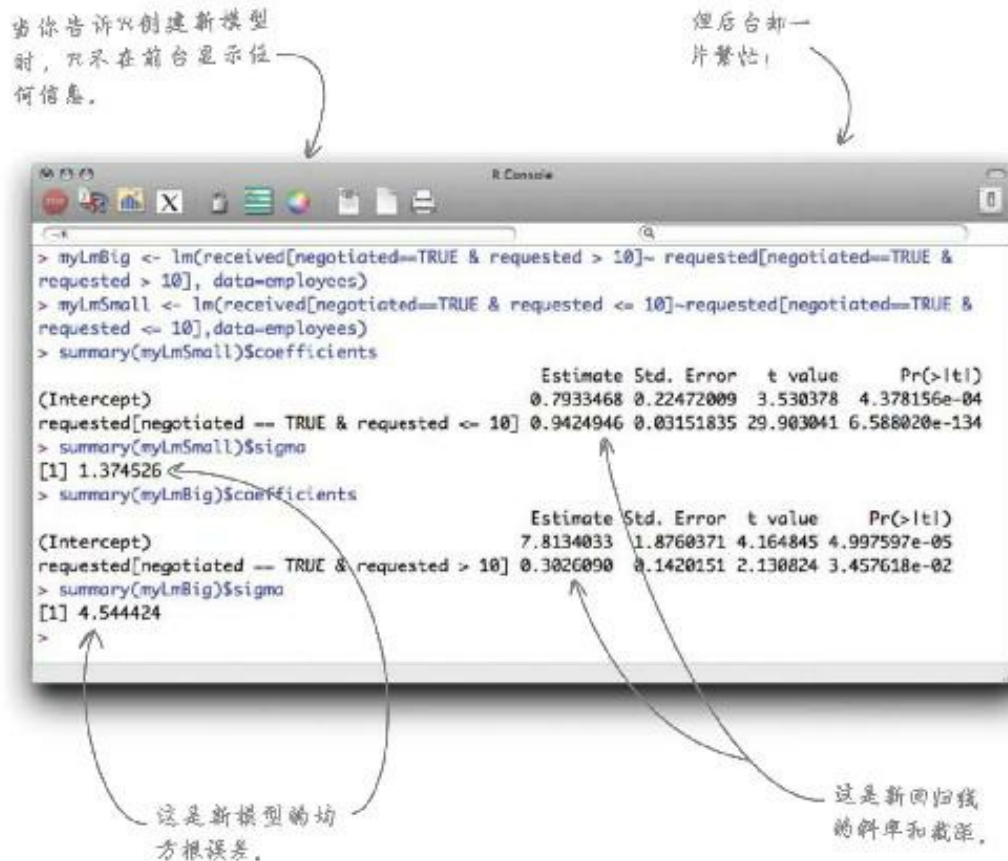 当你告诉R创建新模型
时，R不在前台显示任
何信息。
但后台却一
片繁忙！
R Console
> myLmBig <- lm(received[negotiated==TRUE & requested > 10]~ requested[negotiated==TRUE &
requested > 10], data=employees)
> myLmSmall <- lm(received[negotiated==TRUE & requested <= 10]~requested[negotiated==TRUE &
requested <= 10],data=employees)
> summary(myLmSmall)$coefficients
Estimate Std. Error t value Pr(>|t|)
(Intercept) 0.7933468 0.22472009 3.530378 4.378156e-04
requested[negotiated == TRUE & requested <= 10] 0.9424946 0.03151835 29.903041 6.588020e-134
> summary(myLmSmall)$sigma
[1] 1.374526
> summary(myLmBig)$coefficients
Estimate Std. Error t value Pr(>|t|)
(Intercept) 7.8134033 1.8760371 4.164845 4.997597e-05
requested[negotiated == TRUE & requested > 10] 0.3026090 0.1420151 2.130824 3.457618e-02
> summary(myLmBig)$sigma
[1] 4.544424
>
这是新模型的均
方根误差。
这是新回归线
的斜率和截距。